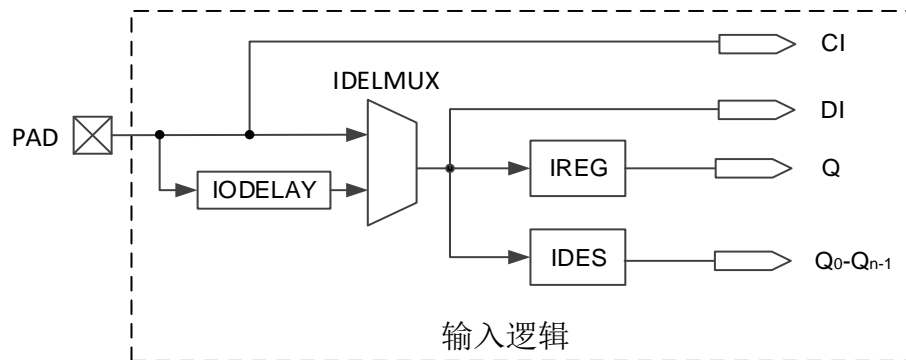 CI
IDELMUX
DI
PAD
IREG
Q
IODELAY
IDES
Q0-Qn-1
输入逻辑